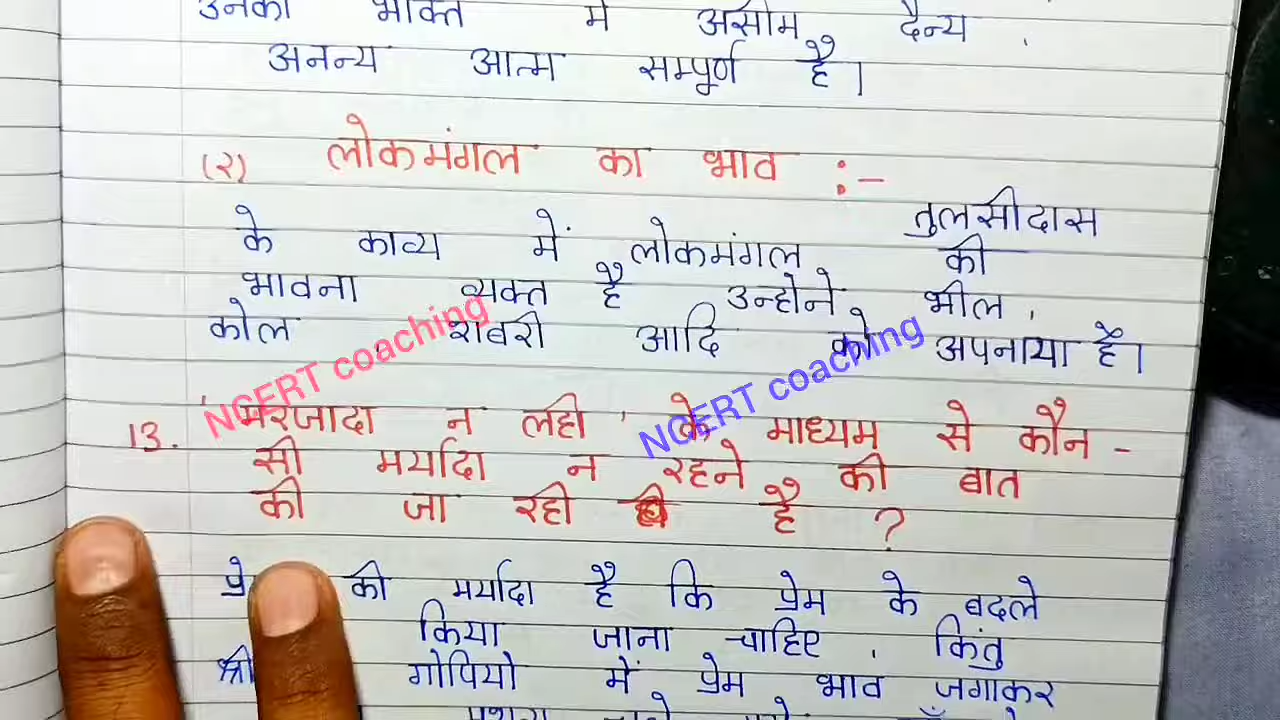 उनकी भक्ति में असीम दैन्य ,
अनन्य आत्म सम्पूर्ण है।
(२) लोकमंगल का भाव :-
तुलसीदास
के काव्य में लोकमंगल की
भावना व्यक्त है उन्होने भील ,
कोल शबरी आदि को अपनाया है।
NCERT coaching
NCERT coaching
13. 'मरजादा न लही' के माध्यम से कौन -
सी मर्यादा न रहने की बात
की जा रही है ?
की मर्यादा है कि प्रेम के बदले
किया जाना चाहिए , किंतु
गोपियो में प्रेम भाव जगाकर